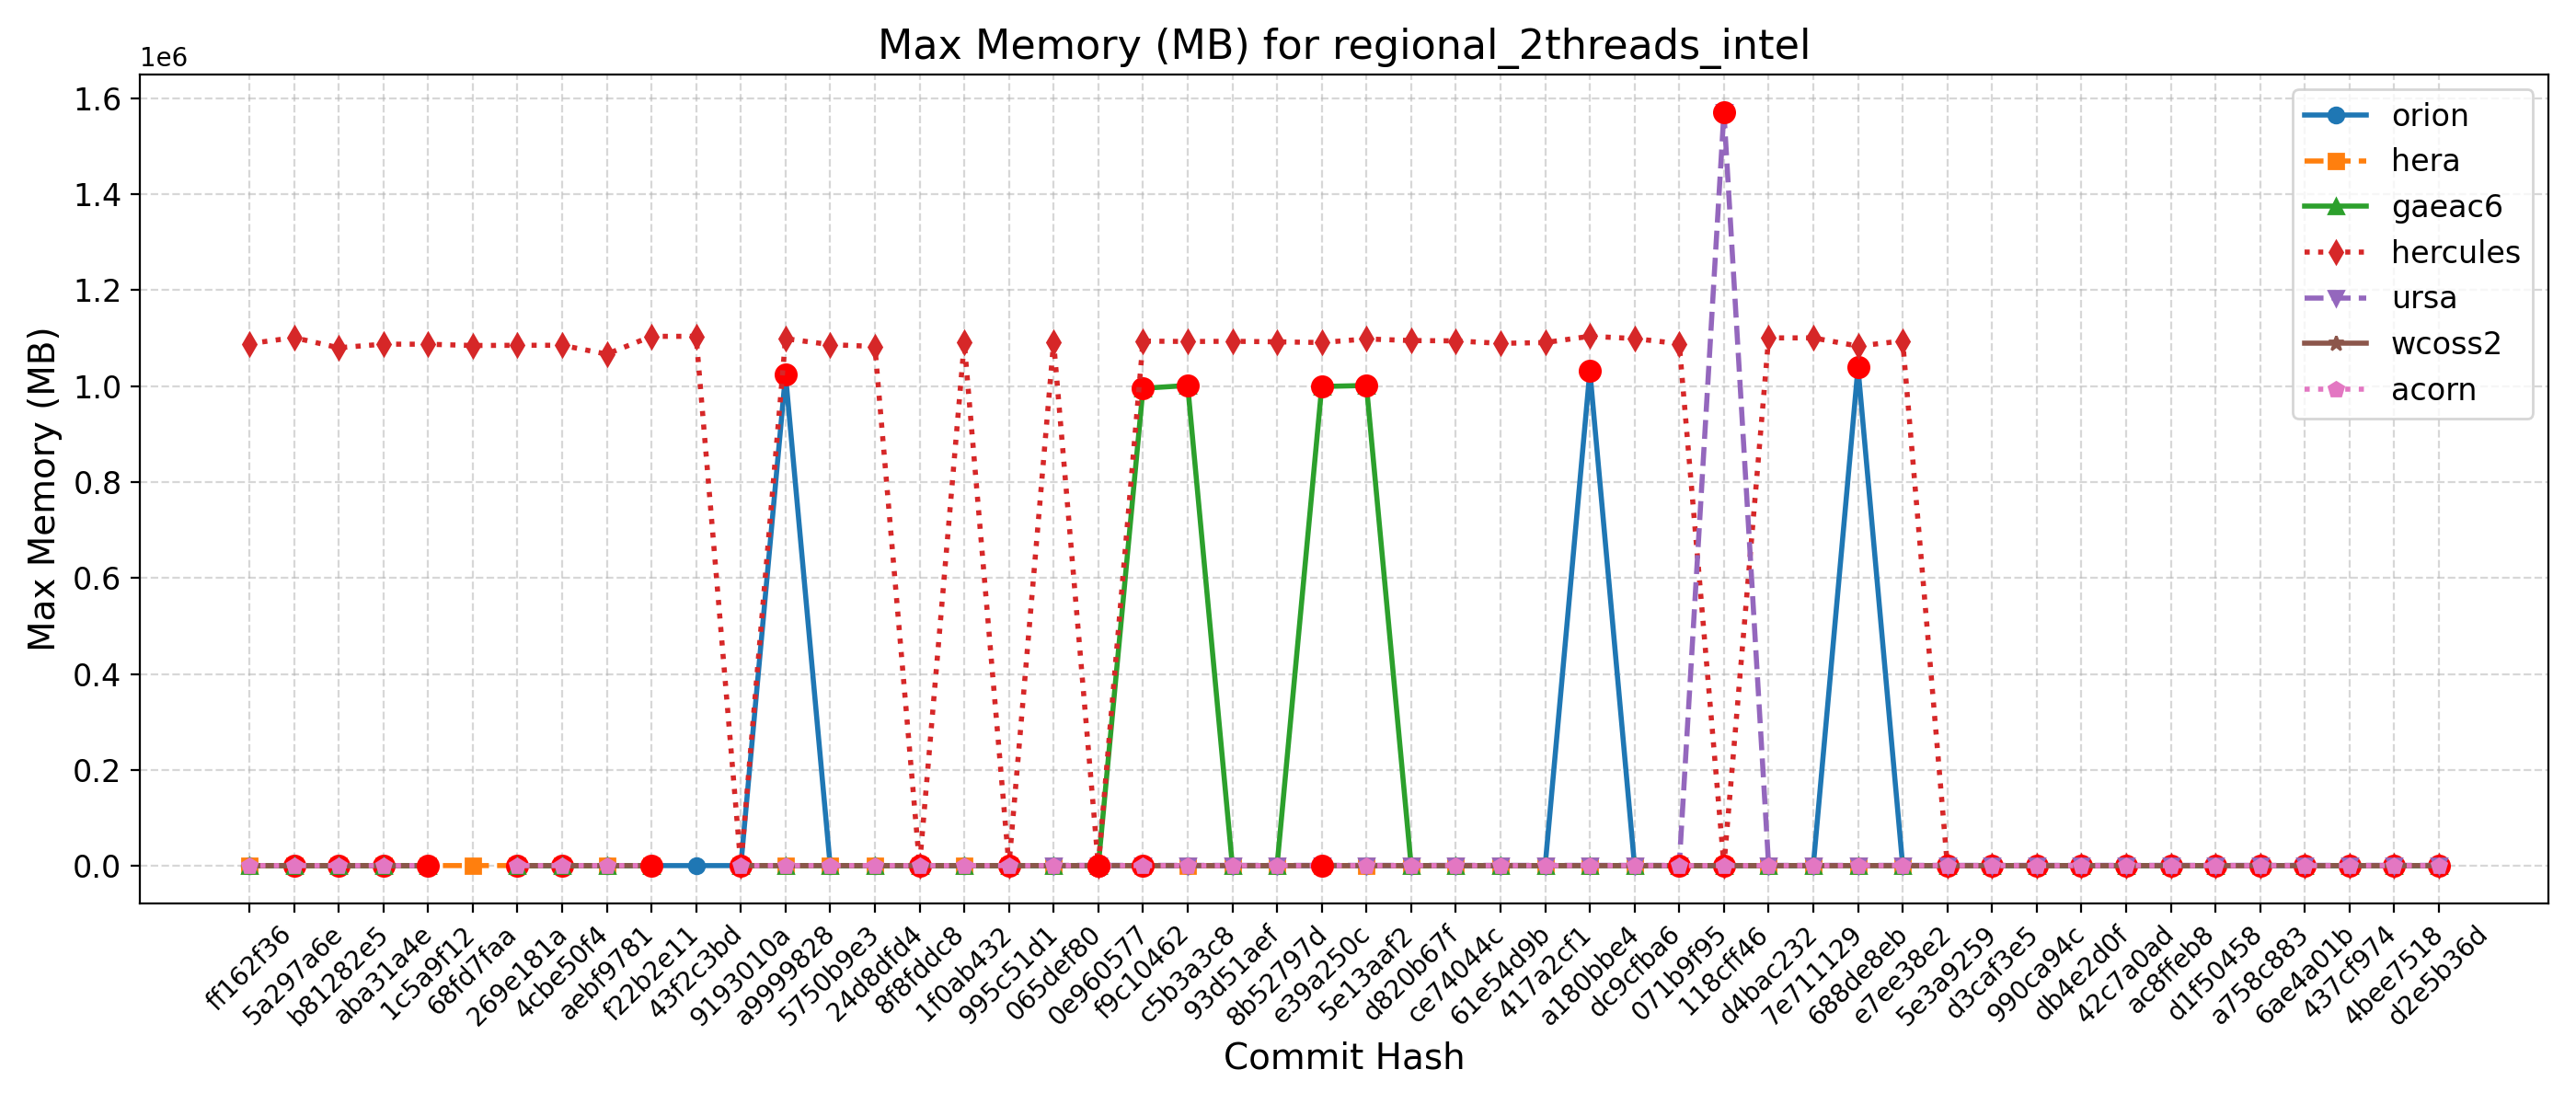 Max Memory (MB) for regional_2threads_intel
1e6
1.6
1.4
1.2
1.0
0.8
0.6
0.4
0.2
0.0
Max Memory (MB)
orion
hera
gaeac6
hercules
ursa
wcoss2
acorn
ff162f36
5a297a6e
b81282e5
aba31a4e
1c5a9f12
68fd7faa
269e181a
4cbe50f4
aebf9781
f22b2e11
43f2c3bd
9193010a
a9999828
5750b9e3
24d8dfd4
8f8fddc8
1f0ab432
995c51d1
065def80
0e960577
f9c10462
c5b3a3c8
93d51aef
8b52797d
e39a250c
5e13aaf2
d820b67f
ce74044c
61e54d9b
417a2cf1
a180bbe4
dc9cfba6
071b9f95
118cff46
d4bac232
7e711129
688de8eb
e7ee38e2
5e3a9259
d3caf3e5
990ca94c
db4e2d0f
42c7a0ad
ac8ffeb8
d1f50458
a758c883
6ae4a01b
437cf974
4bee7518
d2e5b36d
Commit Hash